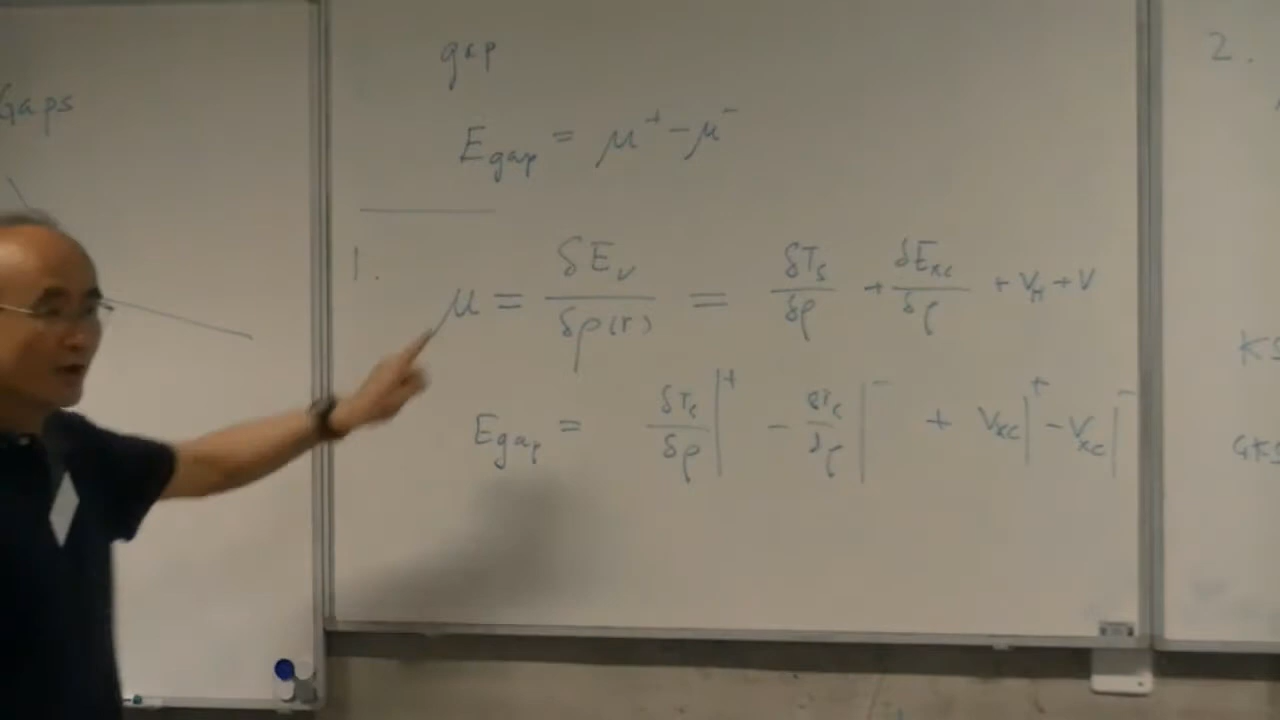 Gaps
gap
E_gap = μ⁺ - μ⁻
1.
μ = δE_v / δρ(r) = δT_s / δρ + δE_xc / δρ + V_H + V
E_gap = δT_s / δρ |⁺ - δT_s / δρ |⁻ + V_xc |⁺ - V_xc |⁻
2.
KS
GKS